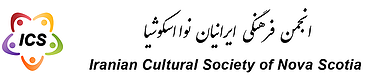 ICS
انجمن فرهنگی ایرانیان نوا اسکوشیا
Iranian Cultural Society of Nova Scotia